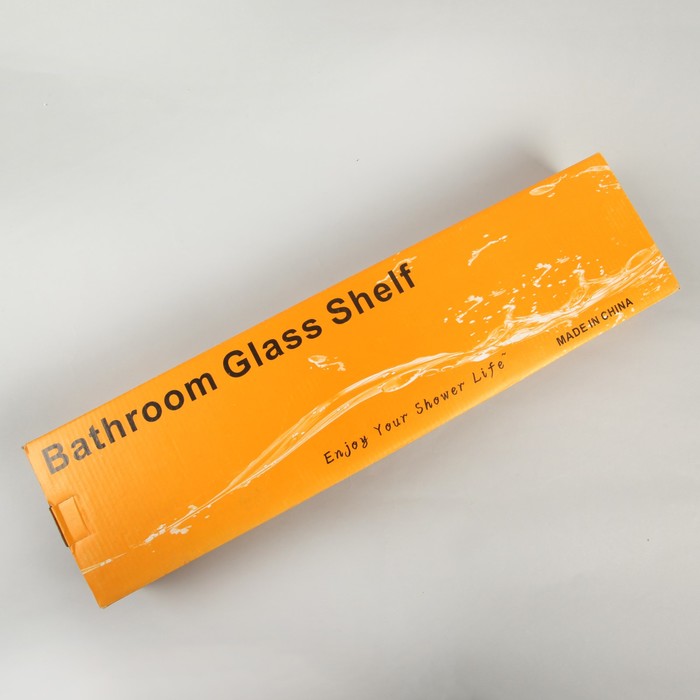 Bathroom Glass Shelf
Enjoy Your Shower Life~
MADE IN CHINA